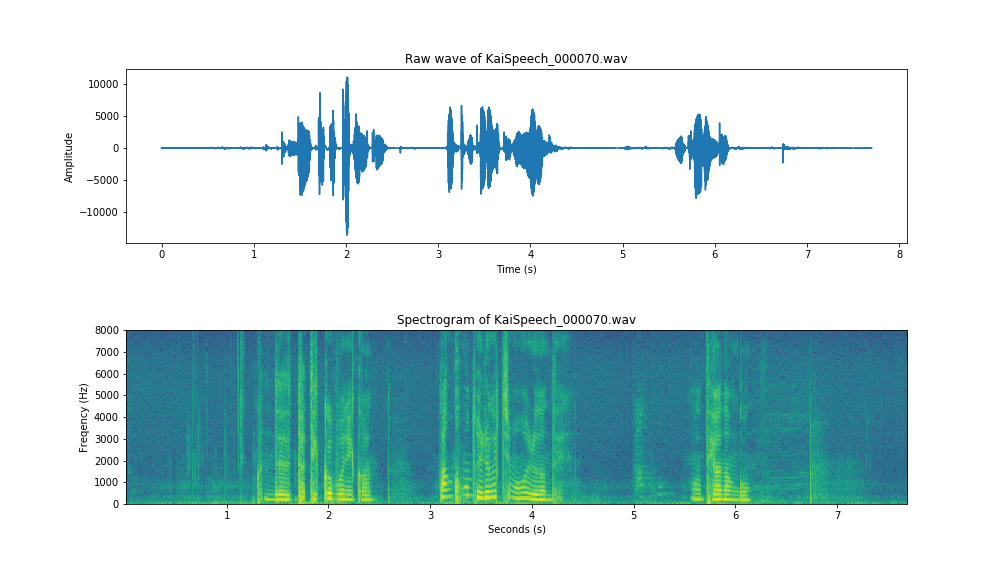 Raw wave of KaiSpeech_000070.wav
10000
5000
0
−5000
−10000
Amplitude
0 1 2 3 4 5 6 7 8
Time (s)
Spectrogram of KaiSpeech_000070.wav
8000
7000
6000
5000
4000
3000
2000
1000
0
Freqency (Hz)
1 2 3 4 5 6 7
Seconds (s)